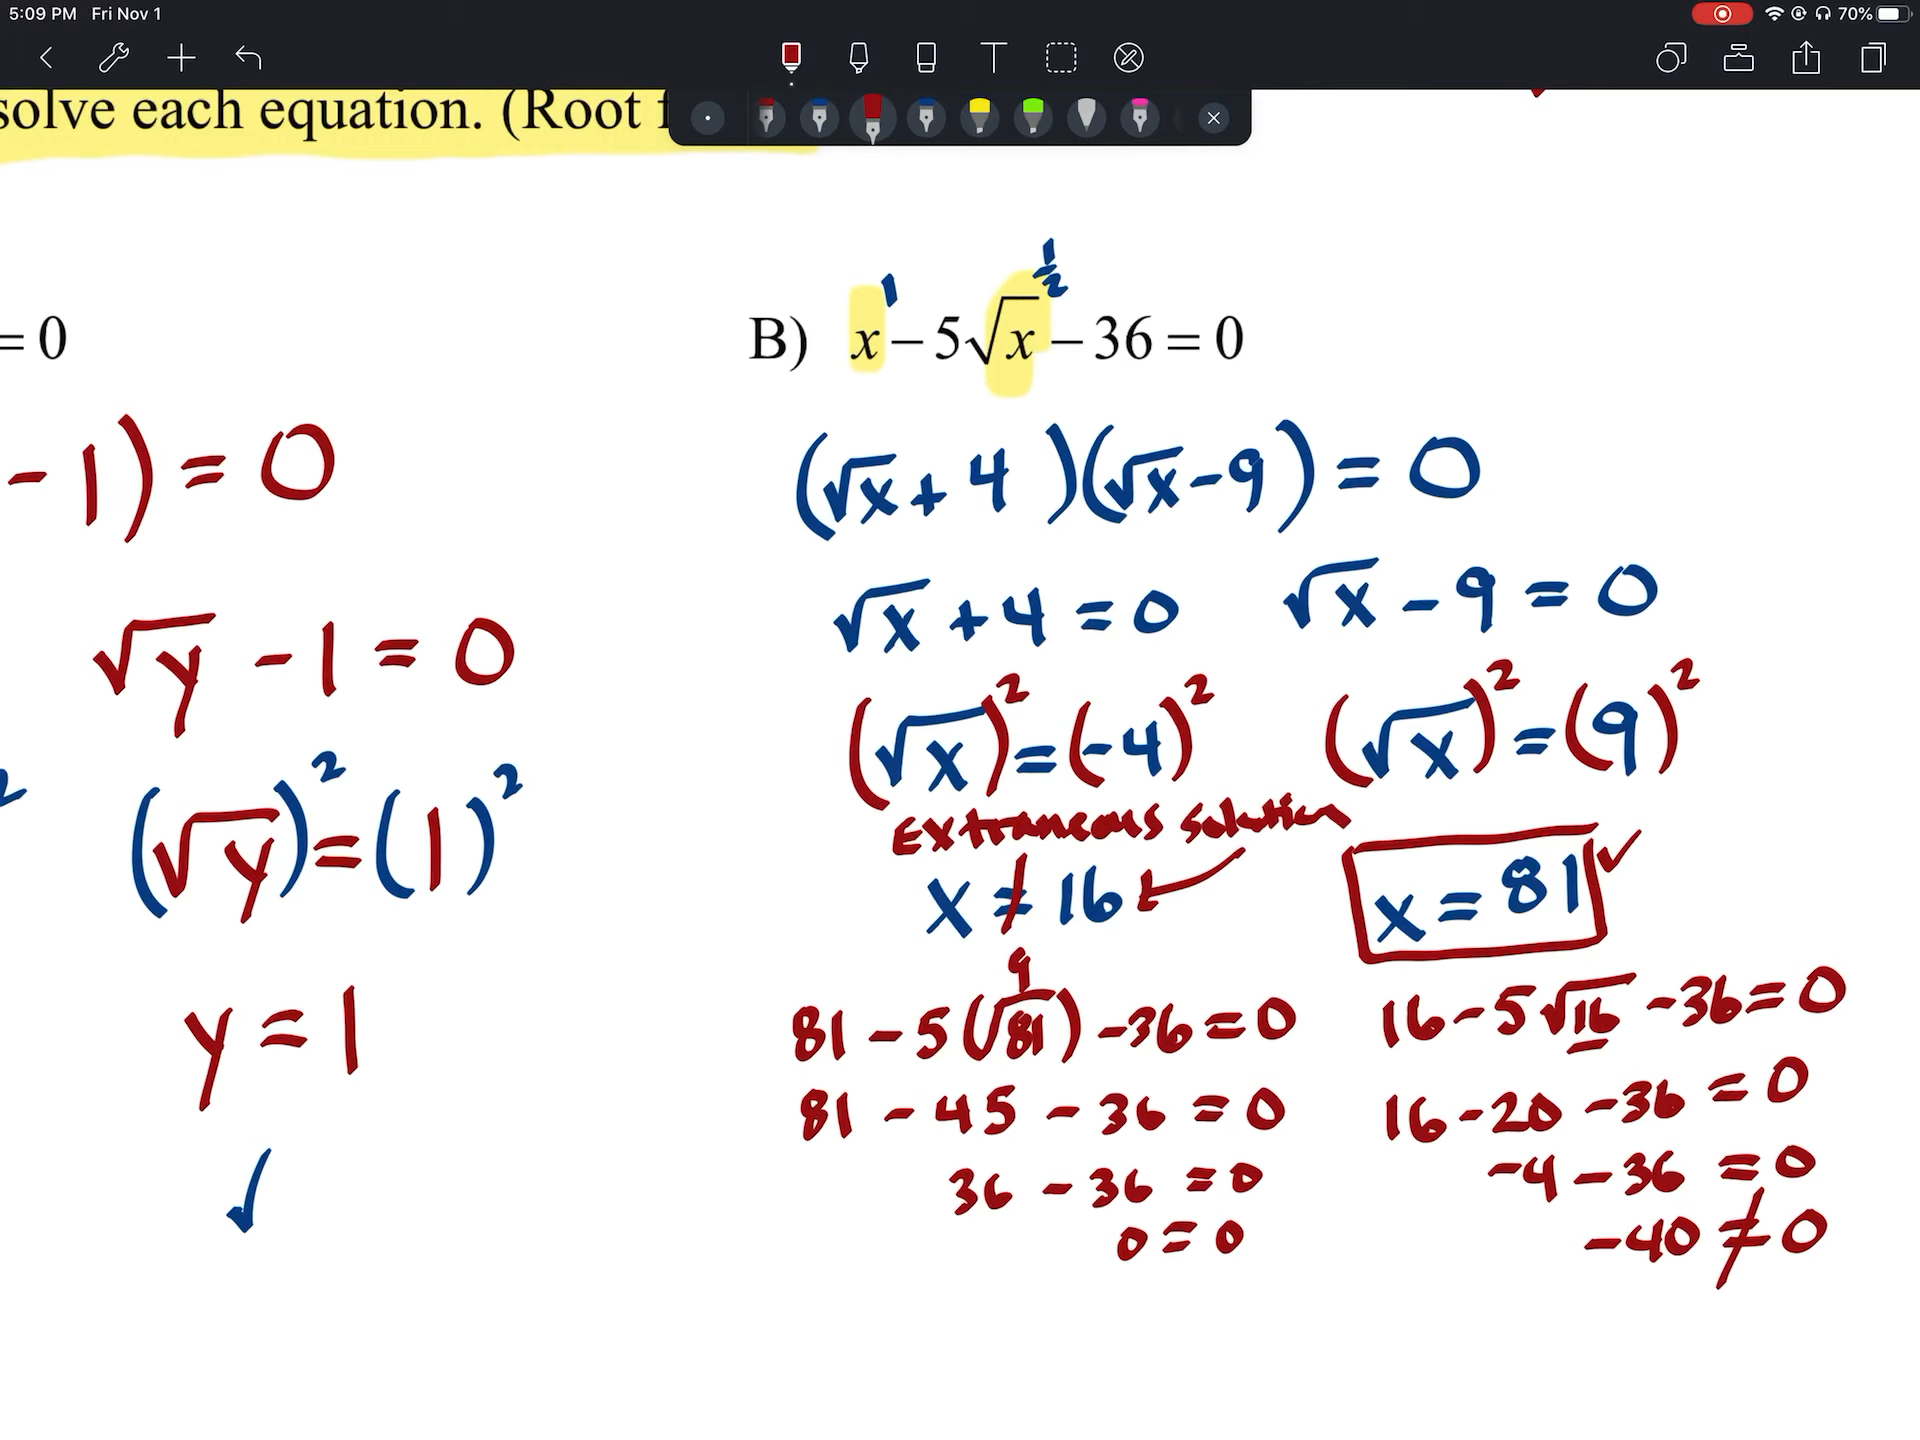 5:09 PM Fri Nov 1
70%
solve each equation. (Root f
= 0
- 1) = 0
√y - 1 = 0
2 (√y)² = (1)²
y = 1
✓
B) x¹ – 5√x^½ – 36 = 0
(√x + 4)(√x - 9) = 0
√x + 4 = 0 √x - 9 = 0
(√x)² = (-4)² (√x)² = (9)²
Extraneous solution
x ≠ 16 x = 81 ✓
9
81 - 5(√81) - 36 = 0 16 - 5√16 - 36 = 0
81 - 45 - 36 = 0 16 - 20 - 36 = 0
36 - 36 = 0 -4 - 36 = 0
0 = 0 -40 ≠ 0